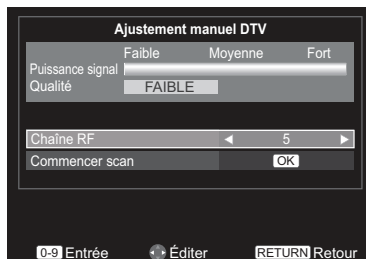 Ajustement manuel DTV
Faible Moyenne Fort
Puissance signal
Qualité FAIBLE
Chaîne RF 5
Commencer scan OK
0-9 Entrée Éditer RETURN Retour